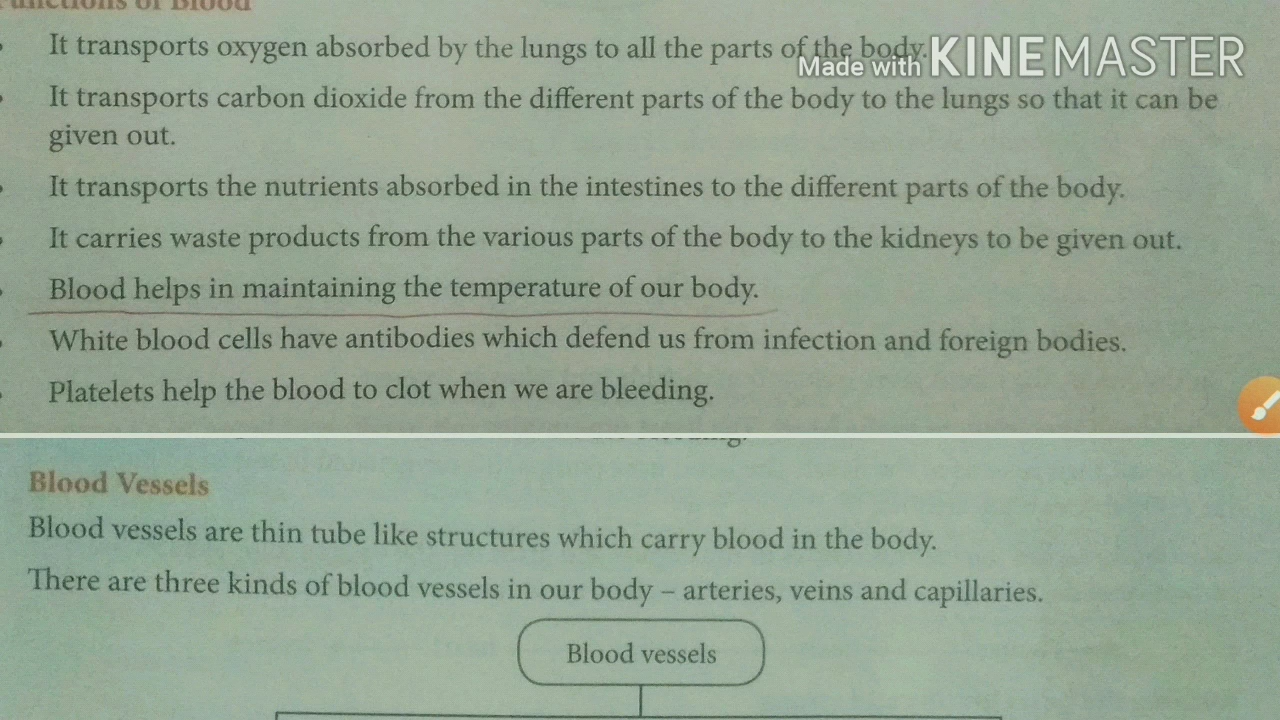 Functions of Blood
It transports oxygen absorbed by the lungs to all the parts of the body.
Made with KINEMASTER
It transports carbon dioxide from the different parts of the body to the lungs so that it can be
given out.
It transports the nutrients absorbed in the intestines to the different parts of the body.
It carries waste products from the various parts of the body to the kidneys to be given out.
Blood helps in maintaining the temperature of our body.
White blood cells have antibodies which defend us from infection and foreign bodies.
Platelets help the blood to clot when we are bleeding.
Blood Vessels
Blood vessels are thin tube like structures which carry blood in the body.
There are three kinds of blood vessels in our body – arteries, veins and capillaries.
Blood vessels